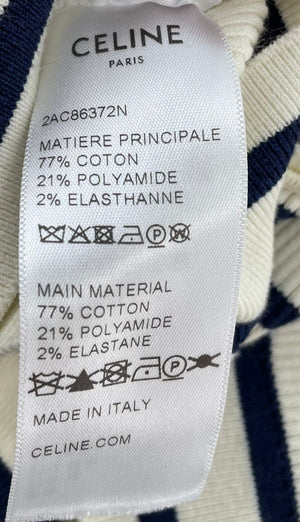 CELINE
PARIS
2AC86372N
MATIERE PRINCIPALE
77% COTON
21% POLYAMIDE
2% ELASTHANNE
MAIN MATERIAL
77% COTTON
21% POLYAMIDE
2% ELASTANE
MADE IN ITALY
CELINE.COM